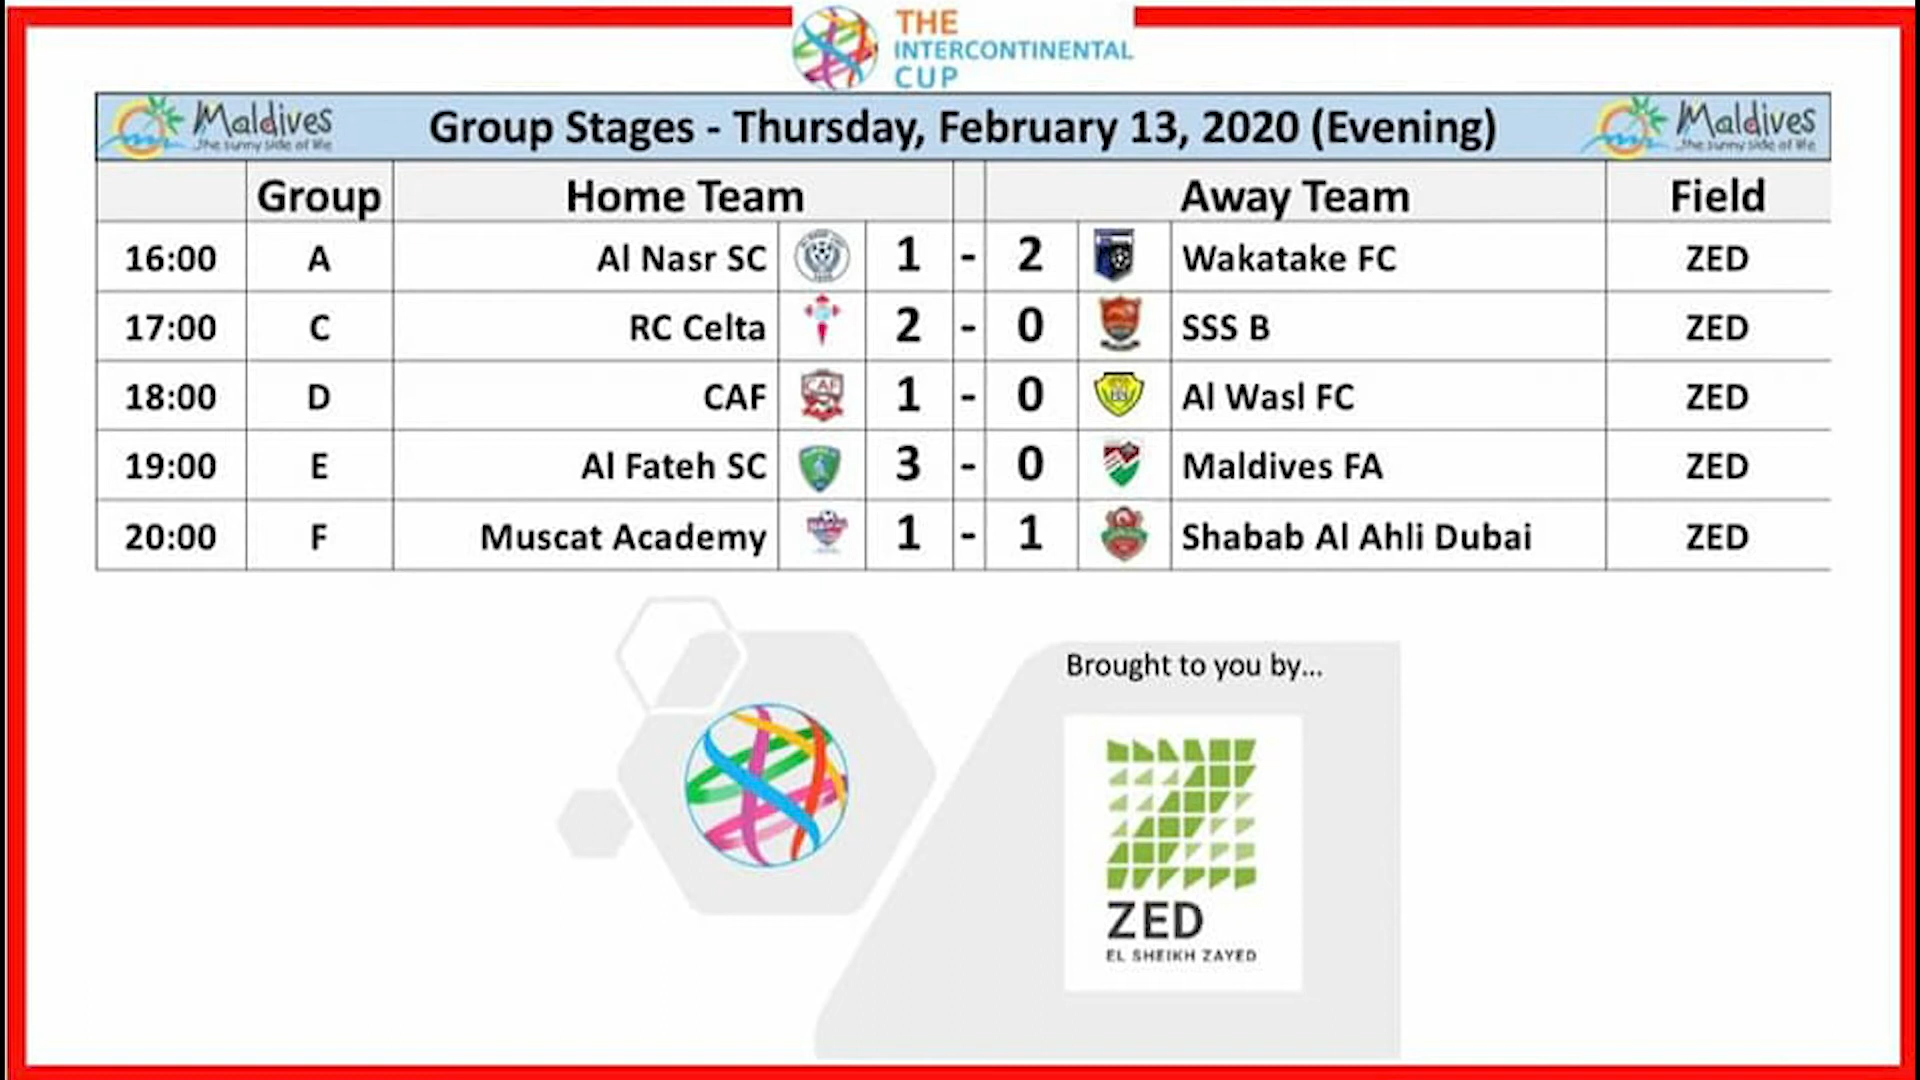 THE
INTERCONTINENTAL
CUP
Maldives
...the sunny side of life
Group Stages - Thursday, February 13, 2020 (Evening)
Maldives
...the sunny side of life
Group Home Team Away Team Field
16:00 A Al Nasr SC 1 - 2 Wakatake FC ZED
17:00 C RC Celta 2 - 0 SSS B ZED
18:00 D CAF CAF 1 - 0 Al Wasl FC ZED
19:00 E Al Fateh SC 3 - 0 Maldives FA ZED
20:00 F Muscat Academy 1 - 1 Shabab Al Ahli Dubai ZED
Brought to you by...
ZED
EL SHEIKH ZAYED